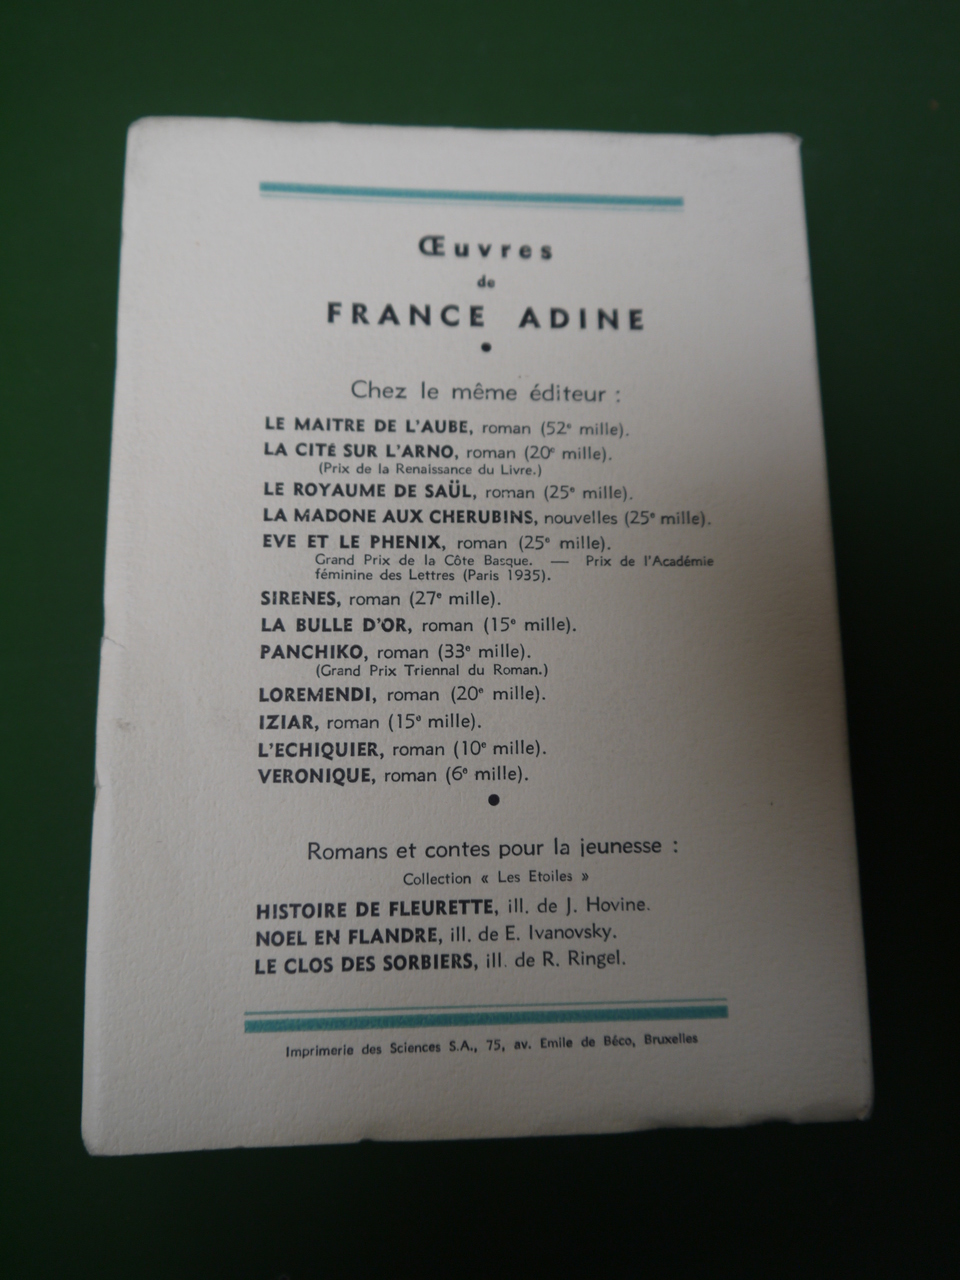 Œuvres
de
FRANCE ADINE
•
Chez le même éditeur :
LE MAITRE DE L'AUBE, roman (52e mille).
LA CITÉ SUR L'ARNO, roman (20e mille).
(Prix de la Renaissance du Livre.)
LE ROYAUME DE SAÜL, roman (25e mille).
LA MADONE AUX CHERUBINS, nouvelles (25e mille).
EVE ET LE PHENIX, roman (25e mille).
Grand Prix de la Côte Basque. — Prix de l'Académie
féminine des Lettres (Paris 1935).
SIRENES, roman (27e mille).
LA BULLE D'OR, roman (15e mille).
PANCHIKO, roman (33e mille).
(Grand Prix Triennal du Roman.)
LOREMENDI, roman (20e mille).
IZIAR, roman (15e mille).
L'ECHIQUIER, roman (10e mille).
VERONIQUE, roman (6e mille).
•
Romans et contes pour la jeunesse :
Collection « Les Etoiles »
HISTOIRE DE FLEURETTE, ill. de J. Hovine.
NOEL EN FLANDRE, ill. de E. Ivanovsky.
LE CLOS DES SORBIERS, ill. de R. Ringel.
Imprimerie des Sciences S.A., 75, av. Emile de Béco, Bruxelles